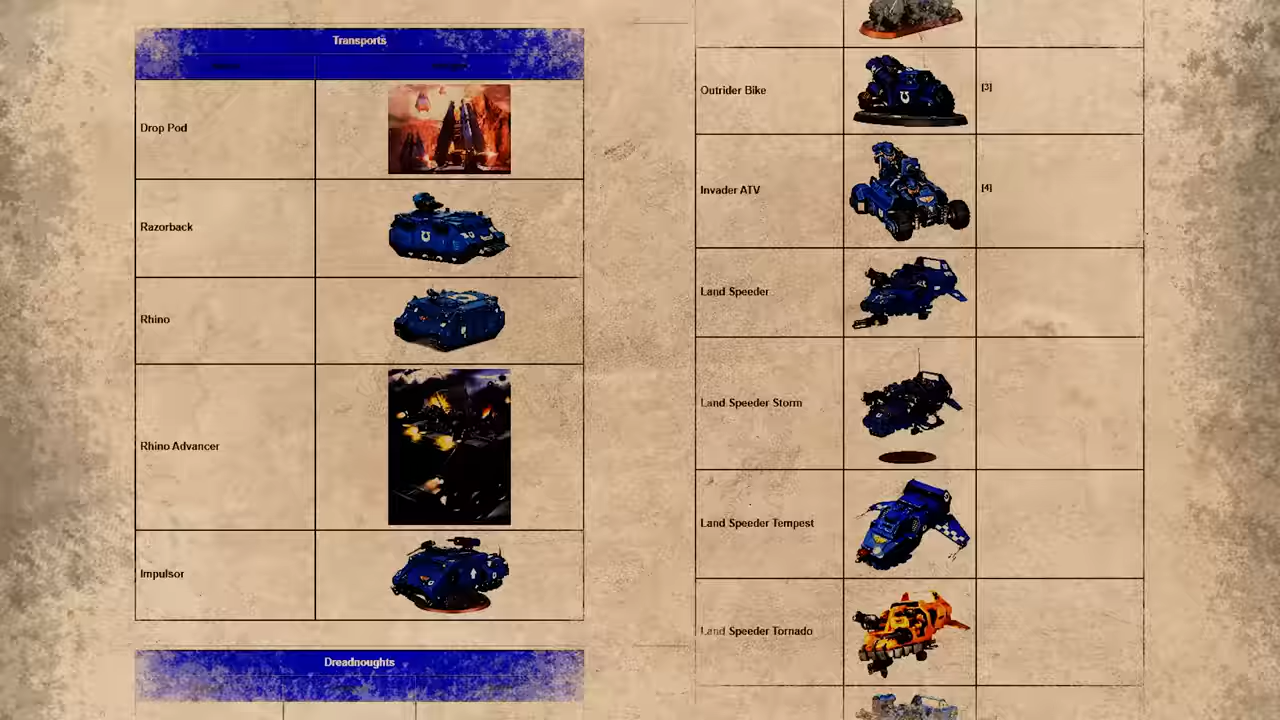 Transports
Drop Pod
Razorback
Rhino
Rhino Advancer
Impulsor
Dreadnoughts
Outrider Bike
[3]
Invader ATV
[4]
Land Speeder
Land Speeder Storm
Land Speeder Tempest
Land Speeder Tornado